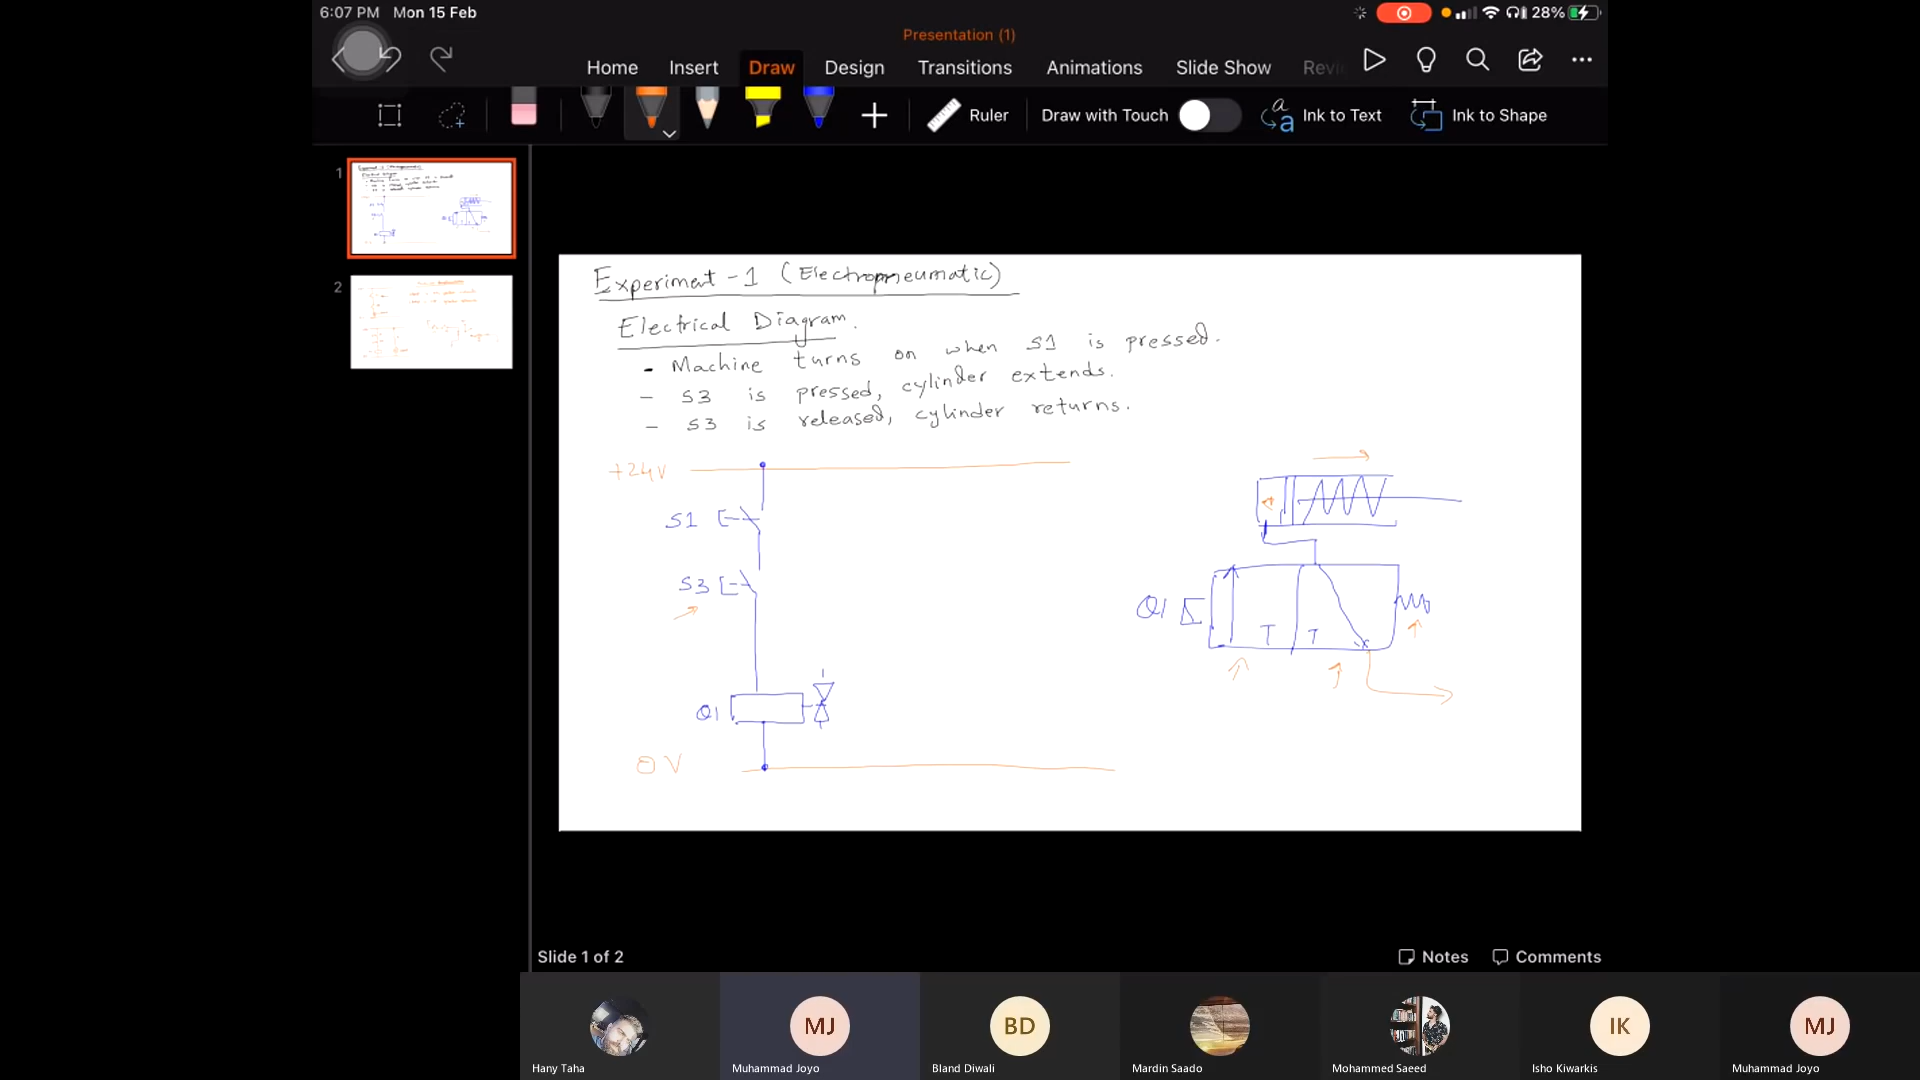 6:07 PM Mon 15 Feb
28%
Presentation (1)
Home Insert Draw Design Transitions Animations Slide Show Revi
Ruler Draw with Touch Ink to Text Ink to Shape
1
2
Experiment - 1 (Electropneumatic)
Electrical Diagram.
- Machine turns on when S1 is pressed.
- S3 is pressed, cylinder extends.
- S3 is released, cylinder returns.
+24V
S1
S3
Q1
T T
Q1
0 V
Slide 1 of 2
Notes Comments
MJ BD IK MJ
Hany Taha Muhammad Joyo Bland Diwali Mardin Saado Mohammed Saeed Isho Kiwarkis Muhammad Joyo